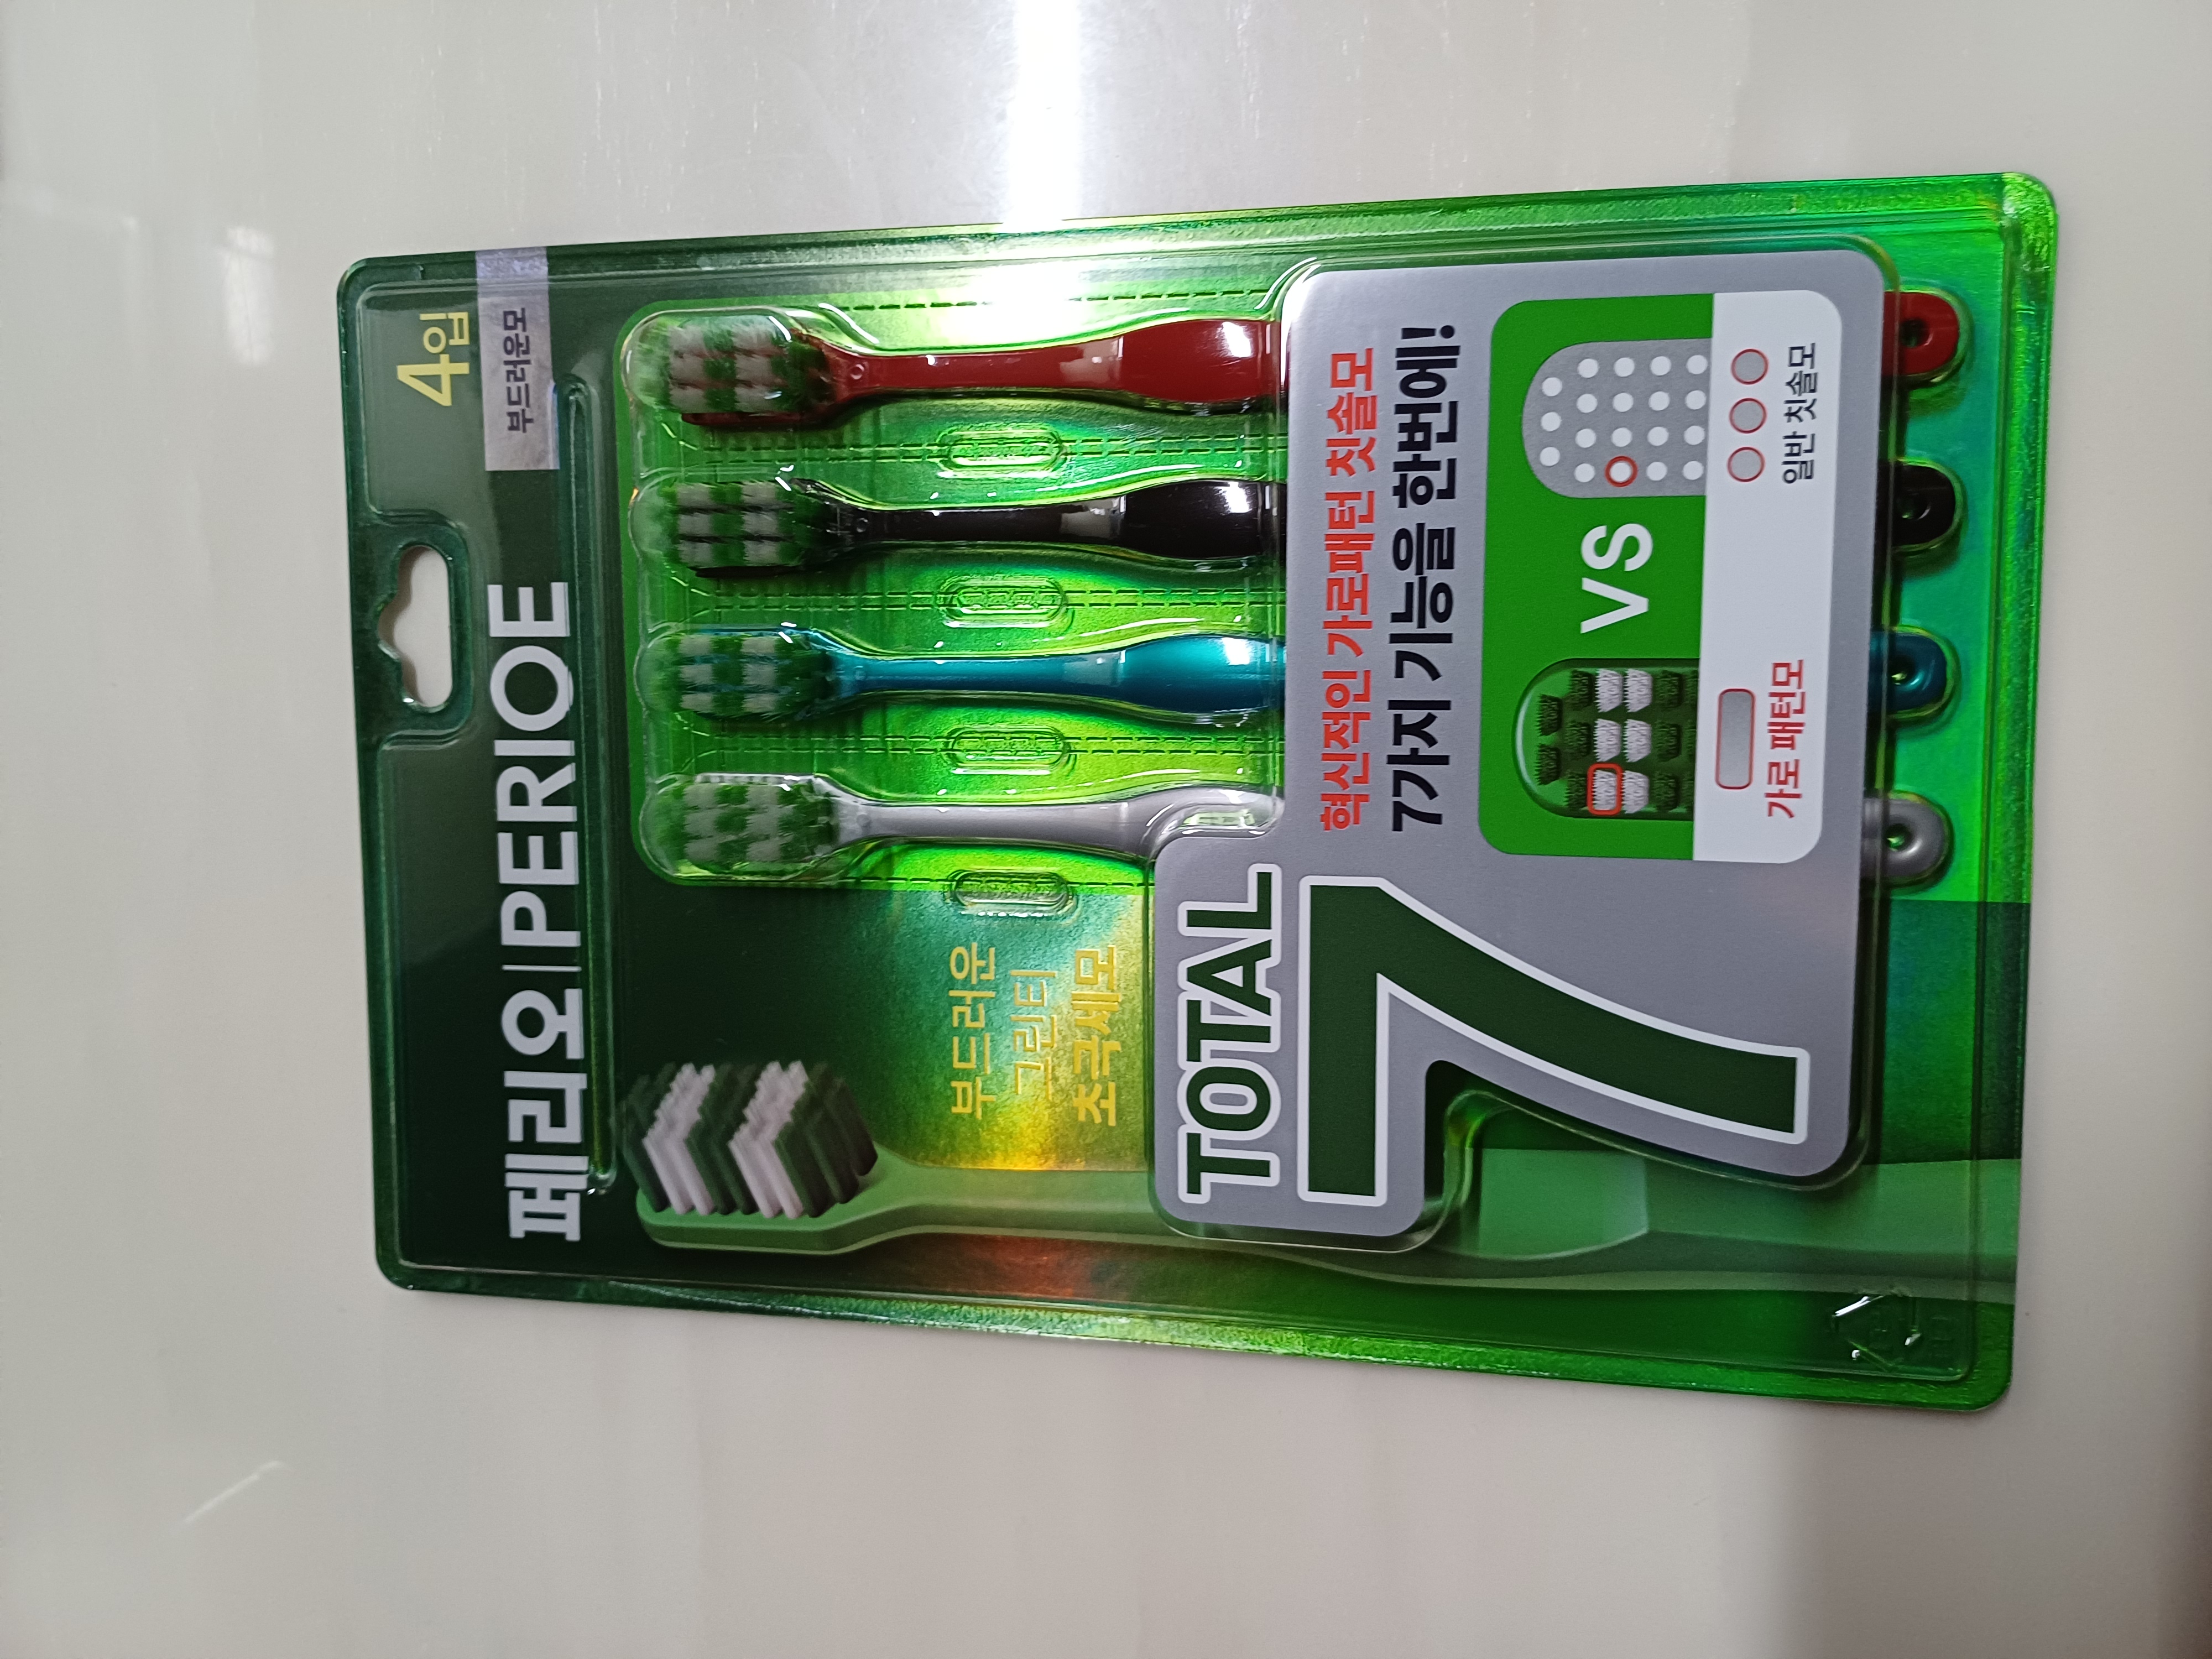 4입
부드러운모
페리오|PERIOE
부드러운
그린티
초극세모
TOTAL
7
혁신적인 가로패턴 칫솔모
7가지 기능을 한번에!
VS
가로 패턴모
일반 칫솔모